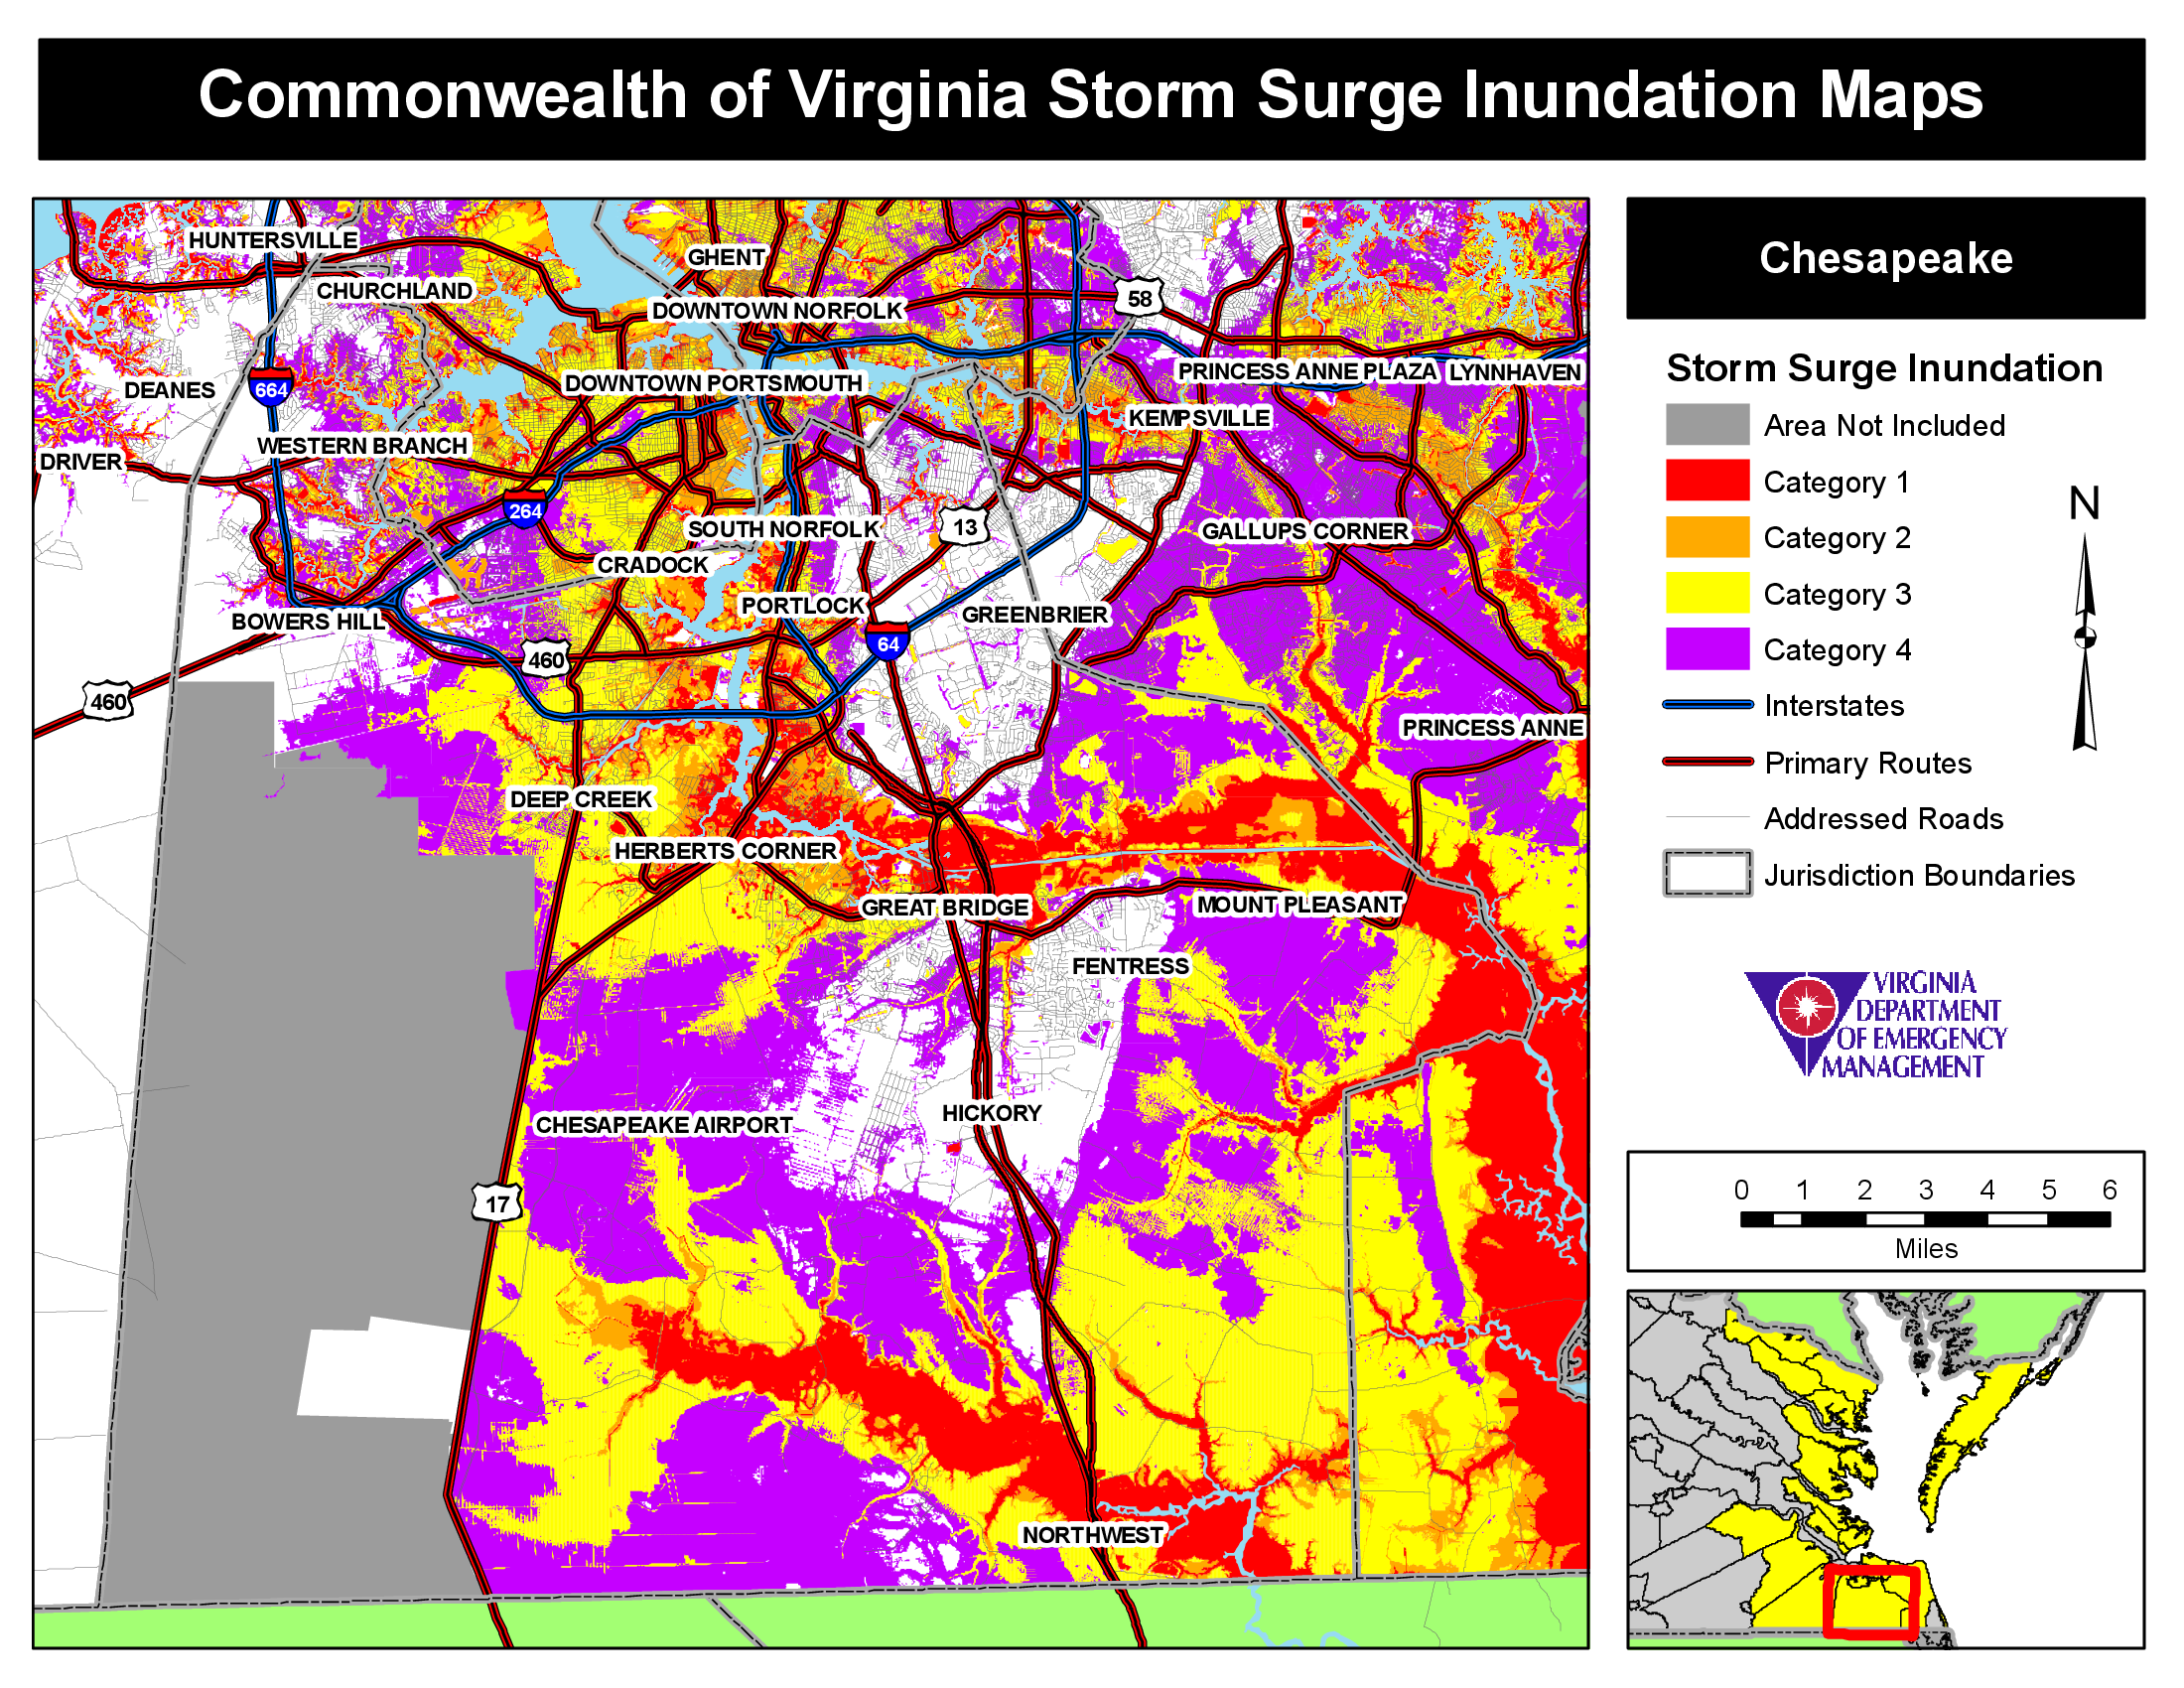 Commonwealth of Virginia Storm Surge Inundation Maps
HUNTERSVILLE
GHENT
CHURCHLAND
58
DOWNTOWN NORFOLK
DEANES
664
DOWNTOWN PORTSMOUTH
PRINCESS ANNE PLAZA
LYNNHAVEN
KEMPSVILLE
WESTERN BRANCH
DRIVER
264
SOUTH NORFOLK
13
GALLUPS CORNER
CRADOCK
PORTLOCK
GREENBRIER
BOWERS HILL
64
460
460
PRINCESS ANNE
DEEP CREEK
HERBERTS CORNER
GREAT BRIDGE
MOUNT PLEASANT
FENTRESS
HICKORY
CHESAPEAKE AIRPORT
17
NORTHWEST
Chesapeake
Storm Surge Inundation
Area Not Included
Category 1
Category 2
Category 3
Category 4
Interstates
Primary Routes
Addressed Roads
Jurisdiction Boundaries
N
VIRGINIA
DEPARTMENT
OF EMERGENCY
MANAGEMENT
0 1 2 3 4 5 6
Miles